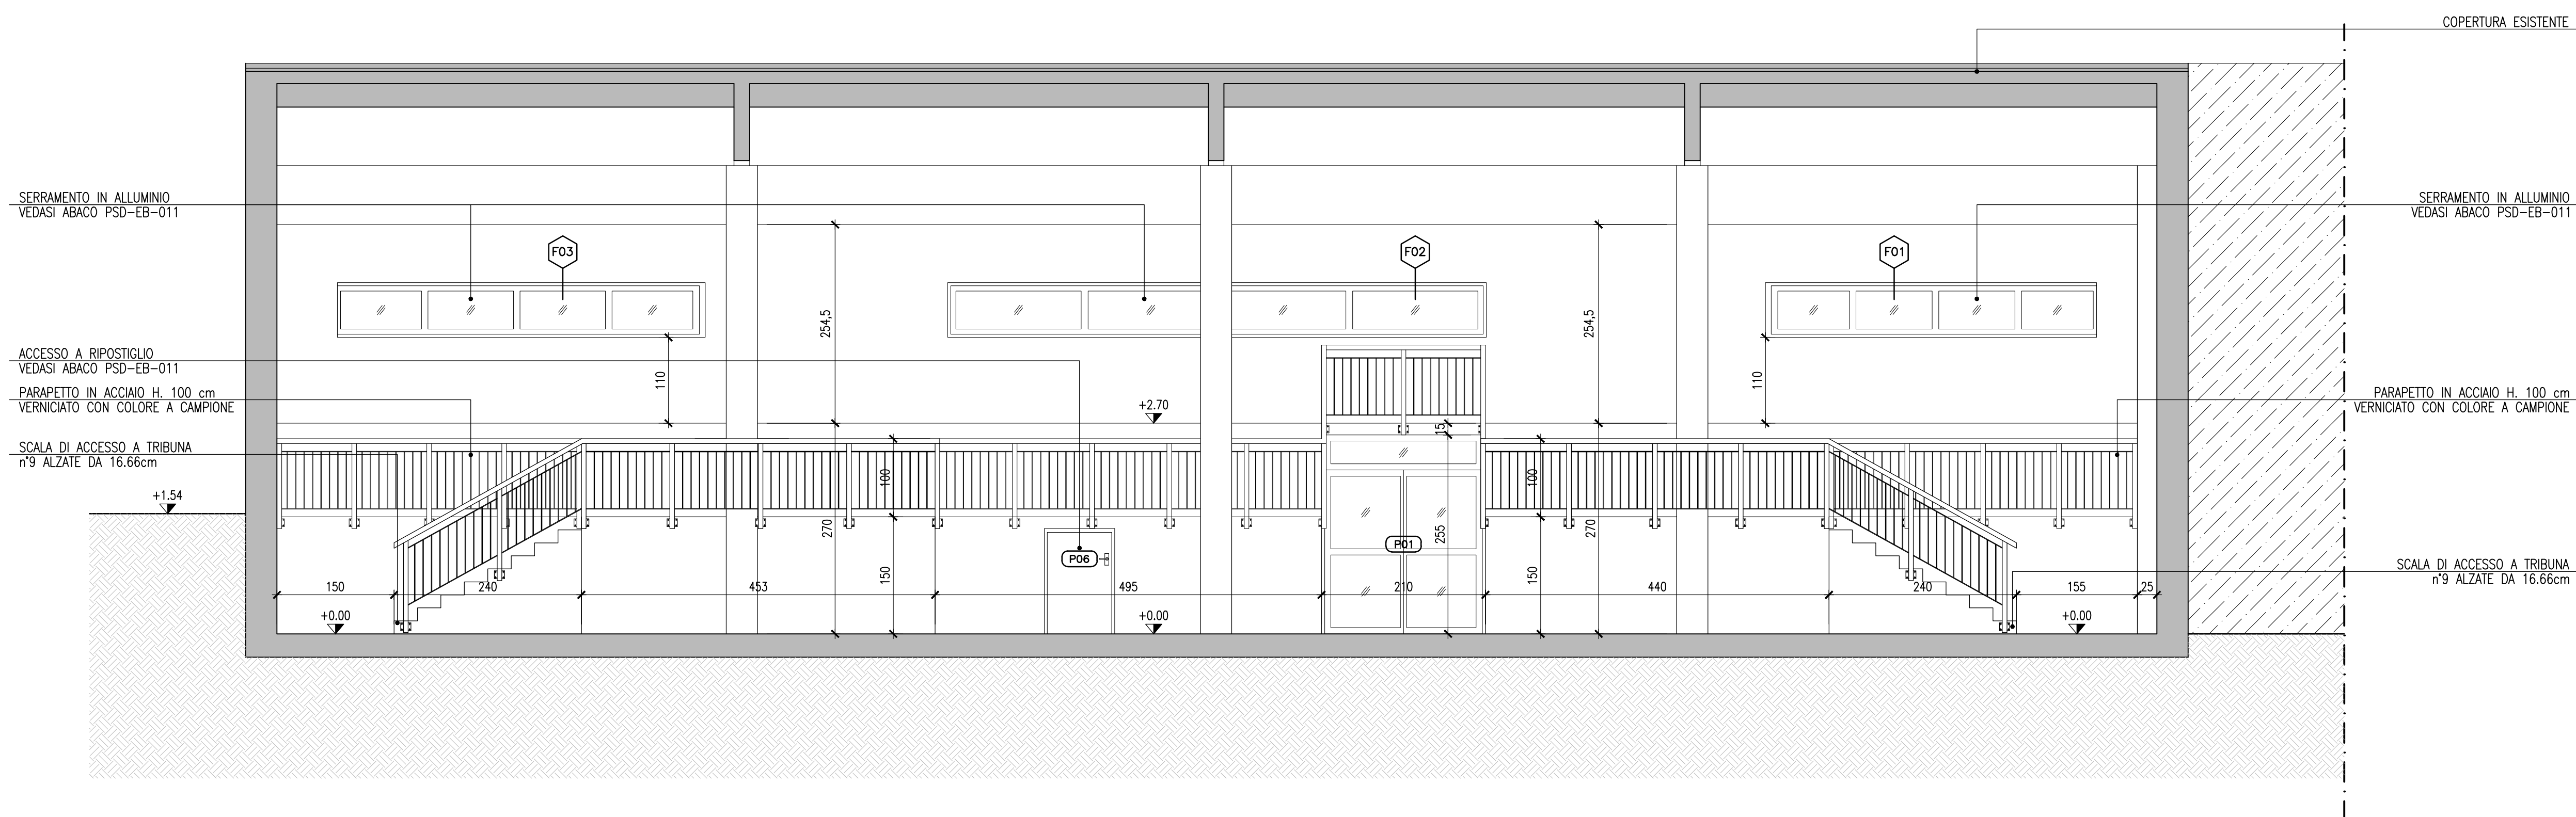 COPERTURA ESISTENTE
SERRAMENTO IN ALLUMINIO
VEDASI ABACO PSD-EB-011
SERRAMENTO IN ALLUMINIO
VEDASI ABACO PSD-EB-011
F03
F02
F01
254,5
254,5
ACCESSO A RIPOSTIGLIO
VEDASI ABACO PSD-EB-011
110
110
PARAPETTO IN ACCIAIO H. 100 cm
VERNICIATO CON COLORE A CAMPIONE
+2.70
PARAPETTO IN ACCIAIO H. 100 cm
VERNICIATO CON COLORE A CAMPIONE
15
SCALA DI ACCESSO A TRIBUNA
n°9 ALZATE DA 16.66cm
100
100
+1.54
270
255
270
P01
P06
SCALA DI ACCESSO A TRIBUNA
n°9 ALZATE DA 16.66cm
150
150
150
240
453
495
210
440
240
155
25
+0.00
+0.00
+0.00